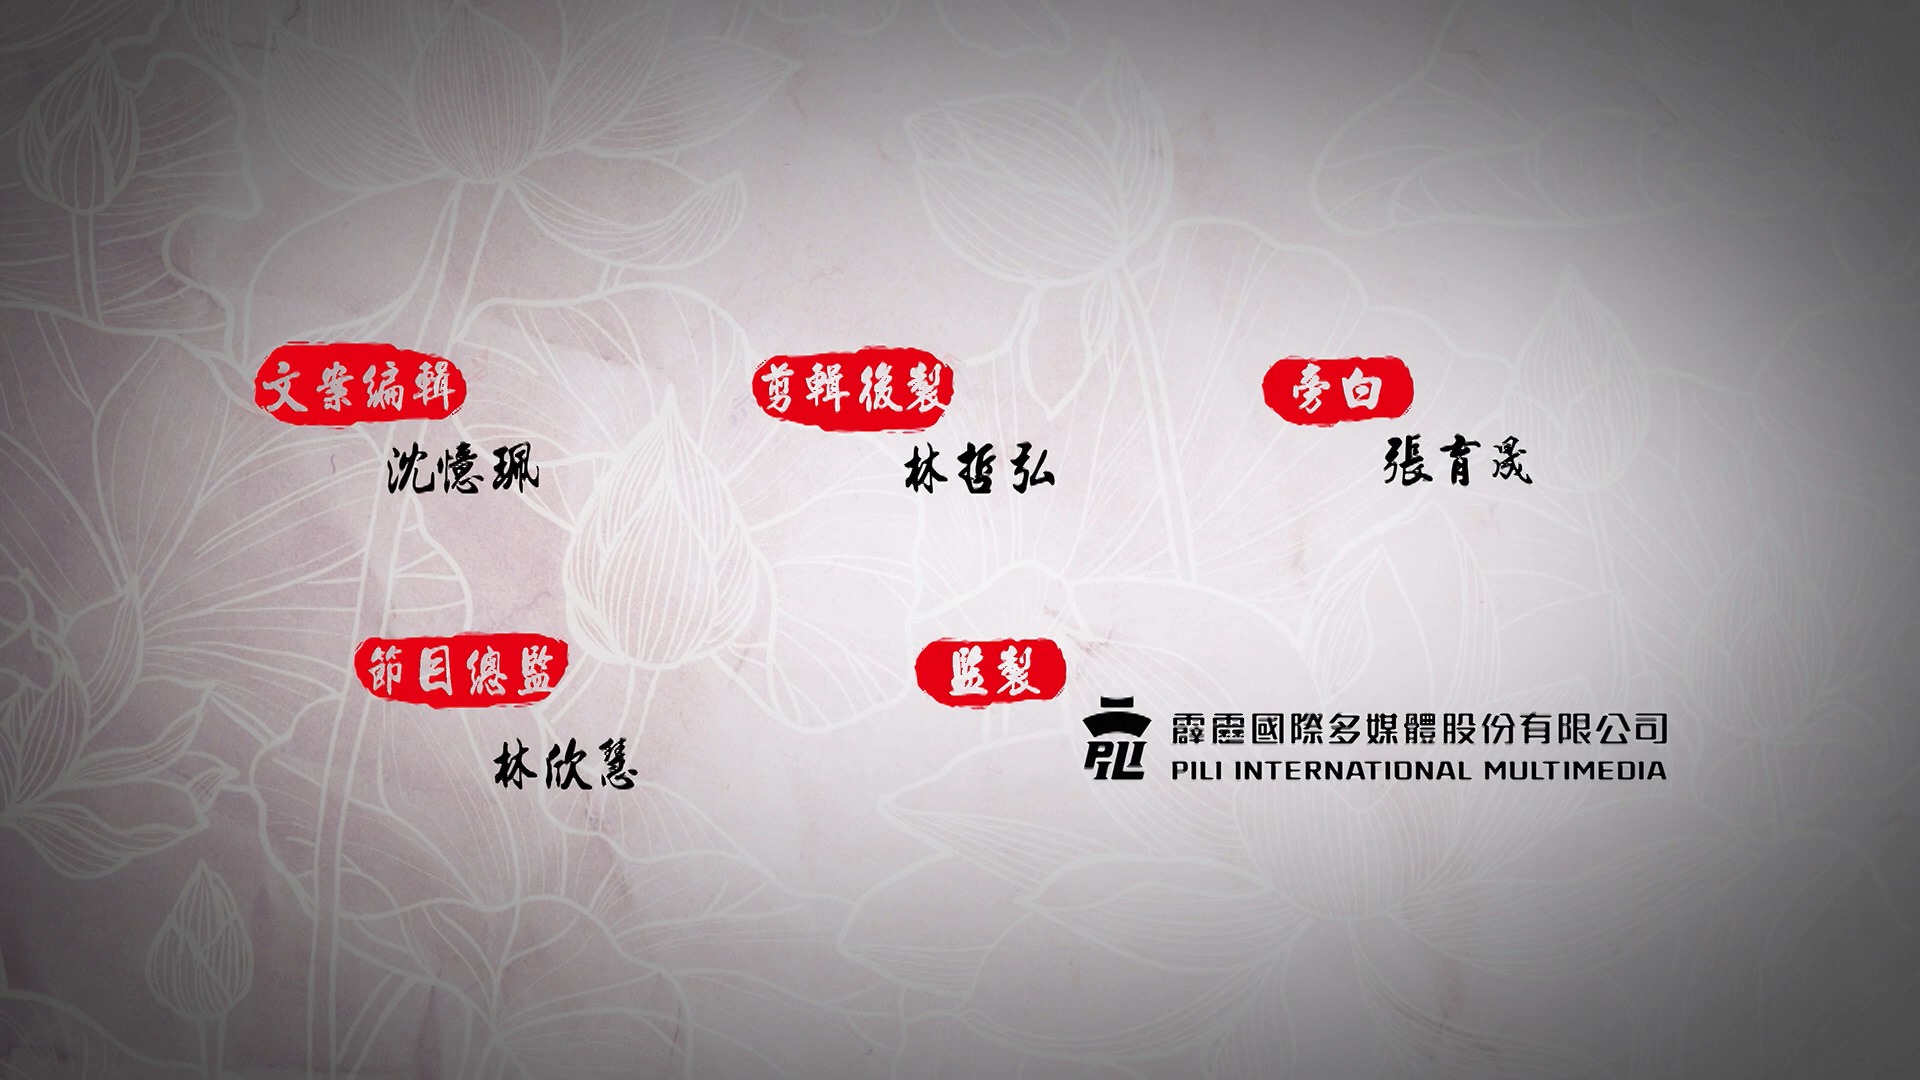 文案編輯
沈憶珮
剪輯後製
林哲弘
旁白
張育晟
節目總監
林欣慧
監製
PILI
霹靂國際多媒體股份有限公司
PILI INTERNATIONAL MULTIMEDIA